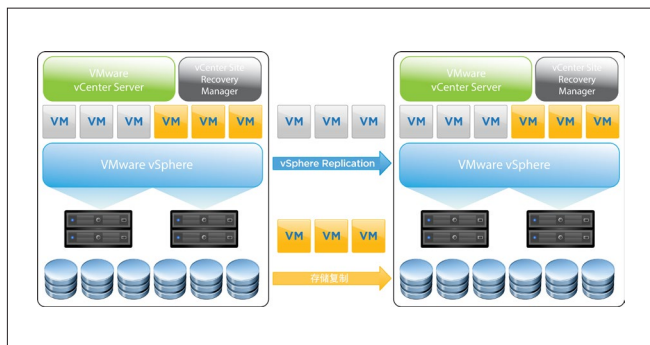 VMware
vCenter Server
vCenter Site
Recovery
Manager
VM VM VM VM VM VM
VMware vSphere
VM VM VM
vSphere Replication
VM VM VM
存储复制
VMware
vCenter Server
vCenter Site
Recovery
Manager
VM VM VM VM VM VM
VMware vSphere